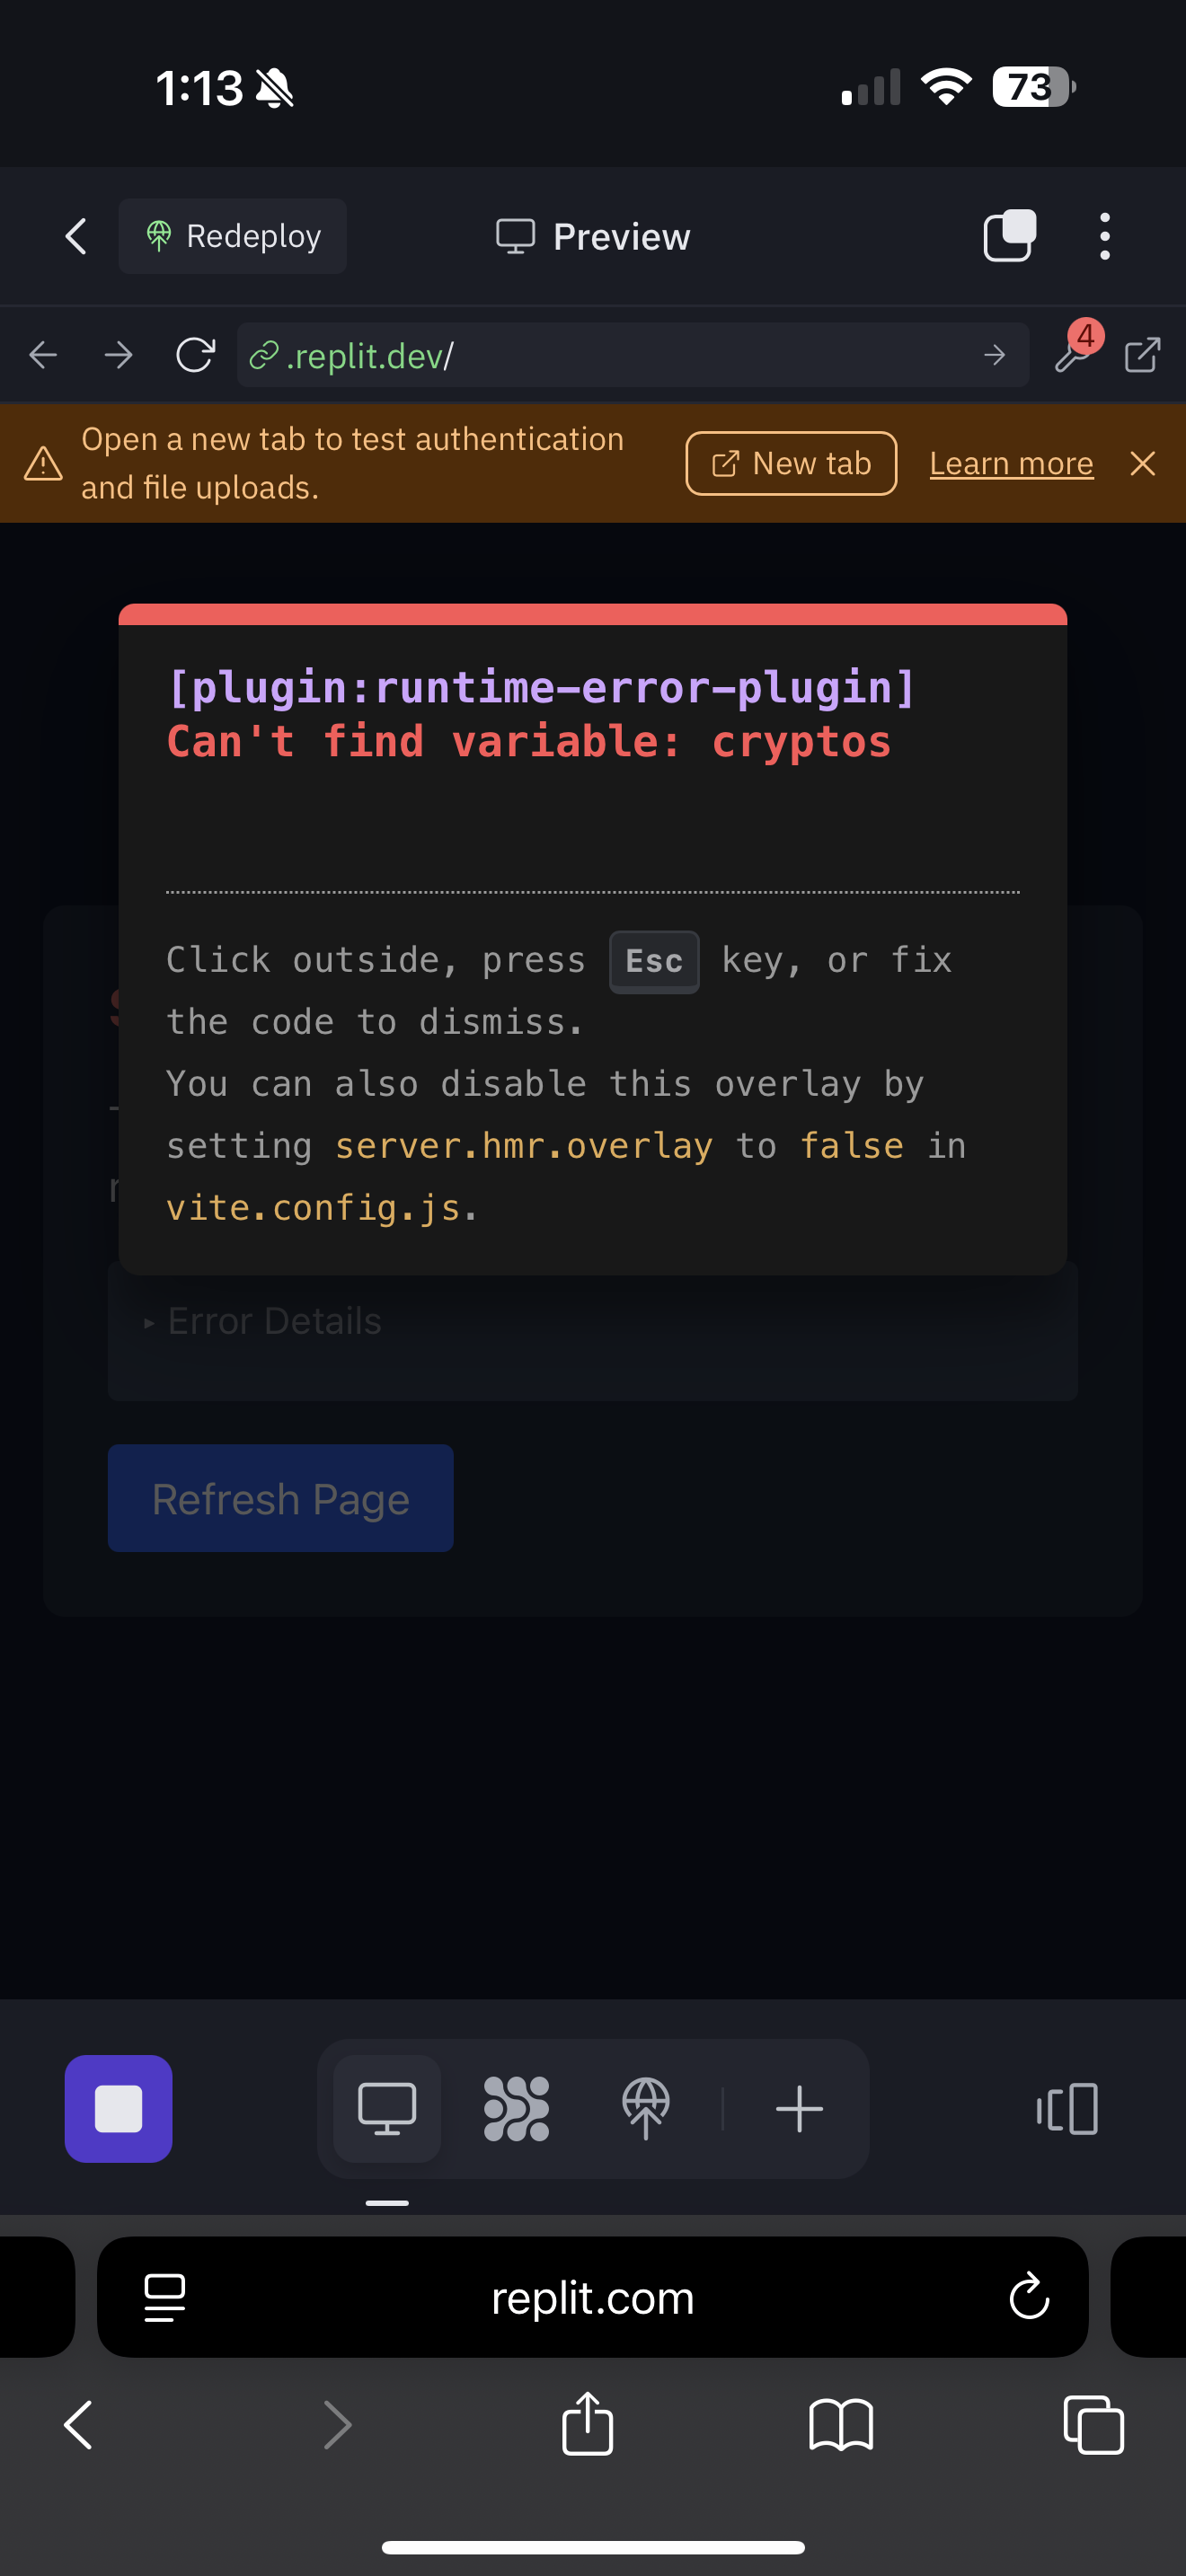 1:13
73
Redeploy
Preview
.replit.dev/
4
Open a new tab to test authentication
and file uploads.
New tab
Learn more
[plugin:runtime-error-plugin]
Can't find variable: cryptos
Click outside, press Esc key, or fix
the code to dismiss.
You can also disable this overlay by
setting server.hmr.overlay to false in
vite.config.js.
Error Details
Refresh Page
replit.com